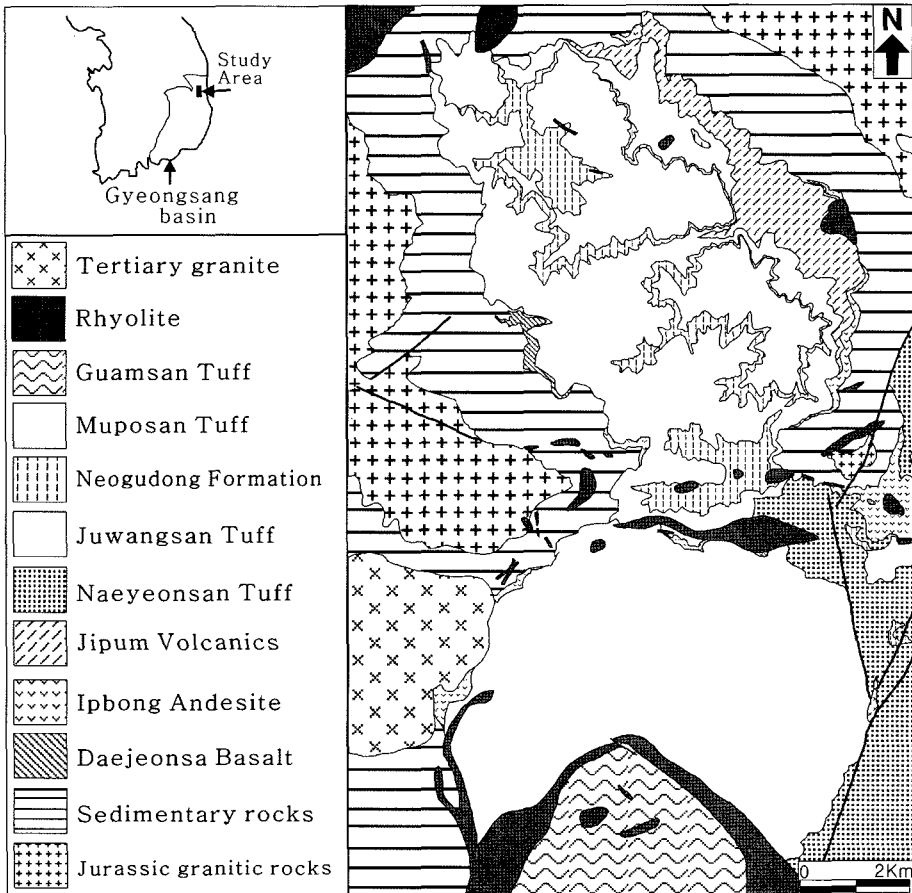 Study
Area
Gyeongsang
basin
N
Tertiary granite
Rhyolite
Guamsan Tuff
Muposan Tuff
Neogudong Formation
Juwangsan Tuff
Naeyeonsan Tuff
Jipum Volcanics
Ipbong Andesite
Daejeonsa Basalt
Sedimentary rocks
Jurassic granitic rocks
0 2Km